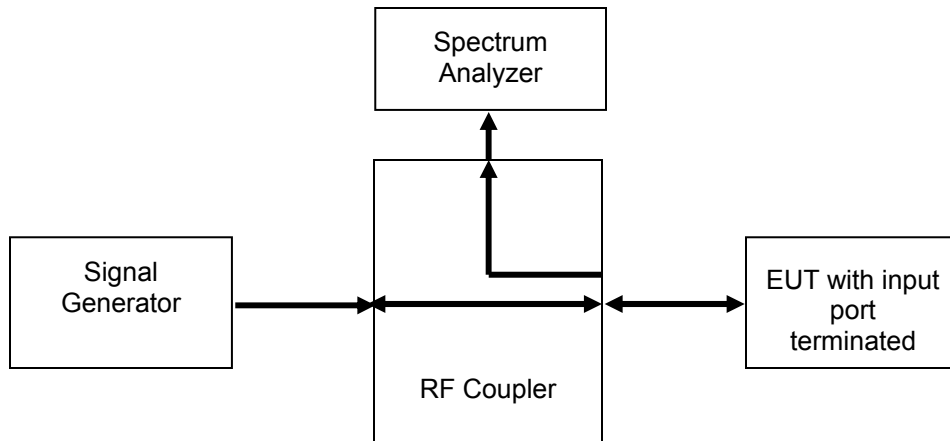 Spectrum
Analyzer
Signal
Generator
EUT with input
port
terminated
RF Coupler